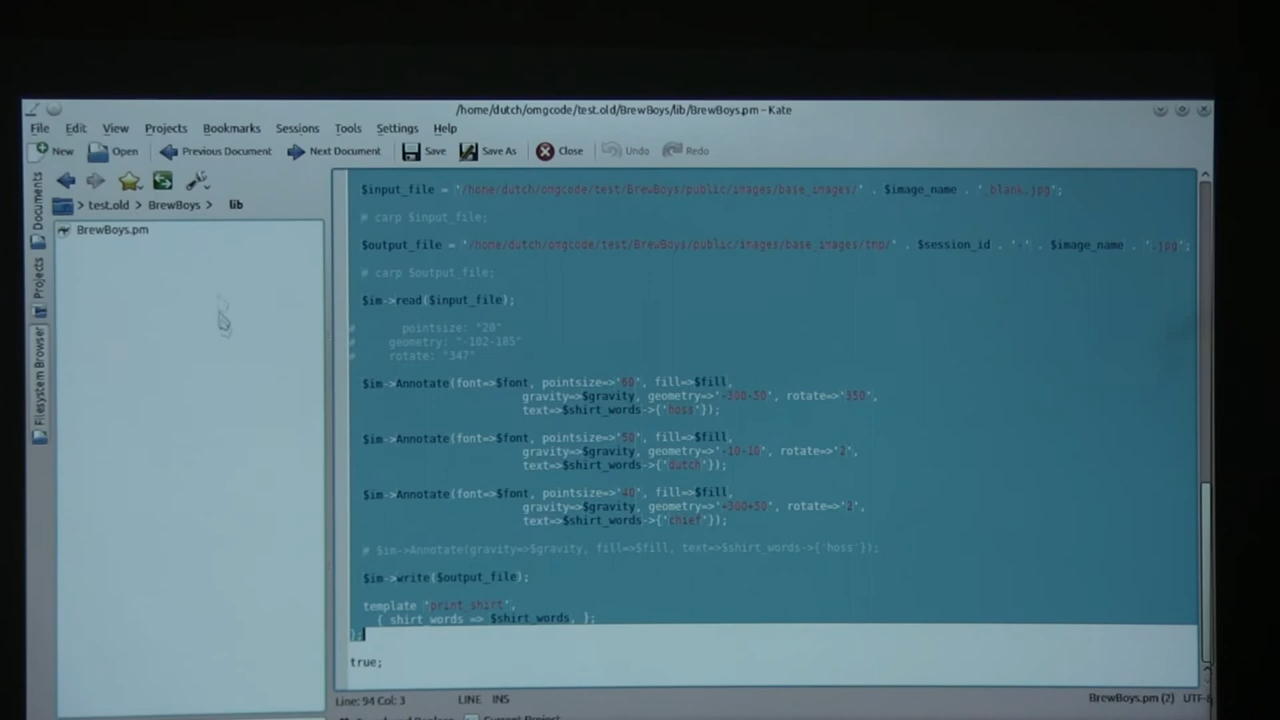 /home/dutch/omgcode/test.old/BrewBoys/lib/BrewBoys.pm – Kate
File Edit View Projects Bookmarks Sessions Tools Settings Help
New Open Previous Document Next Document Save Save As Close Undo Redo
Documents
Projects
Filesystem Browser
> test.old > BrewBoys > lib
BrewBoys.pm
$input_file = '/home/dutch/omgcode/test/BrewBoys/public/images/base_images/' . $image_name . '_blank.jpg';
# carp $input_file;
$output_file = '/home/dutch/omgcode/test/BrewBoys/public/images/base_images/tmp/' . $session_id . '-' . $image_name . '.jpg';
# carp $output_file;
$im->read($input_file);
# pointsize: "20"
# geometry: "-102-185"
# rotate: "347"
$im->Annotate(font=>$font, pointsize=>'60', fill=>$fill,
gravity=>$gravity, geometry=>'-300-50', rotate=>'350',
text=>$shirt_words->{'hoss'});
$im->Annotate(font=>$font, pointsize=>'50', fill=>$fill,
gravity=>$gravity, geometry=>'-10-10', rotate=>'2',
text=>$shirt_words->{'dutch'});
$im->Annotate(font=>$font, pointsize=>'40', fill=>$fill,
gravity=>$gravity, geometry=>'-300+50', rotate=>'2',
text=>$shirt_words->{'chief'});
# $im->Annotate(gravity=>$gravity, fill=>$fill, text=>$shirt_words->{'hoss'});
$im->write($output_file);
template 'print_shirt',
{ shirt_words => $shirt_words, };
};
true;
Line: 94 Col: 3 LINE INS BrewBoys.pm (2) UTF-8
Current Project